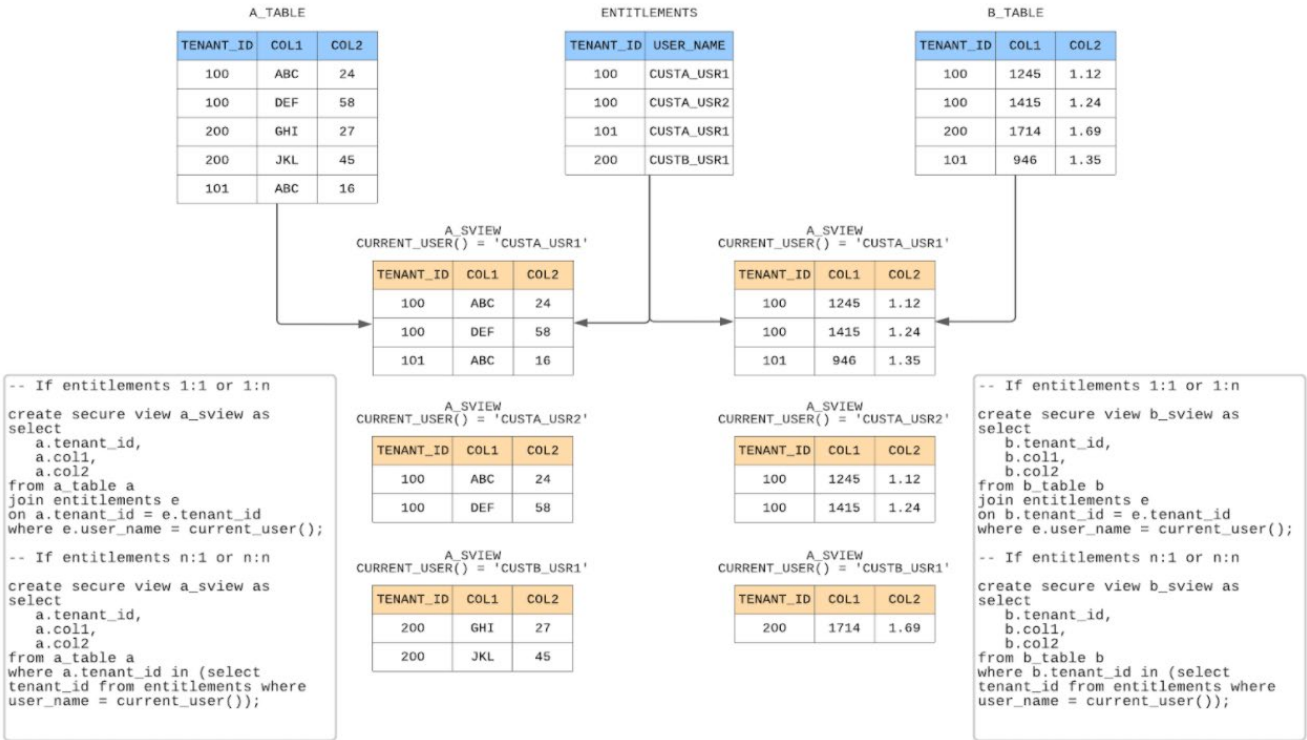 A_TABLE
TENANT_ID COL1 COL2
100 ABC 24
100 DEF 58
200 GHI 27
200 JKL 45
101 ABC 16
ENTITLEMENTS
TENANT_ID USER_NAME
100 CUSTA_USR1
100 CUSTA_USR2
101 CUSTA_USR1
200 CUSTB_USR1
B_TABLE
TENANT_ID COL1 COL2
100 1245 1.12
100 1415 1.24
200 1714 1.69
101 946 1.35
A_SVIEW
CURRENT_USER() = 'CUSTA_USR1'
TENANT_ID COL1 COL2
100 ABC 24
100 DEF 58
101 ABC 16
A_SVIEW
CURRENT_USER() = 'CUSTA_USR1'
TENANT_ID COL1 COL2
100 1245 1.12
100 1415 1.24
101 946 1.35
-- If entitlements 1:1 or 1:n
create secure view a_sview as
select
a.tenant_id,
a.col1,
a.col2
from a_table a
join entitlements e
on a.tenant_id = e.tenant_id
where e.user_name = current_user();
-- If entitlements n:1 or n:n
create secure view a_sview as
select
a.tenant_id,
a.col1,
a.col2
from a_table a
where a.tenant_id in (select
tenant_id from entitlements where
user_name = current_user());
A_SVIEW
CURRENT_USER() = 'CUSTA_USR2'
TENANT_ID COL1 COL2
100 ABC 24
100 DEF 58
A_SVIEW
CURRENT_USER() = 'CUSTA_USR2'
TENANT_ID COL1 COL2
100 1245 1.12
100 1415 1.24
A_SVIEW
CURRENT_USER() = 'CUSTB_USR1'
TENANT_ID COL1 COL2
200 GHI 27
200 JKL 45
A_SVIEW
CURRENT_USER() = 'CUSTB_USR1'
TENANT_ID COL1 COL2
200 1714 1.69
-- If entitlements 1:1 or 1:n
create secure view b_sview as
select
b.tenant_id,
b.col1,
b.col2
from b_table b
join entitlements e
on b.tenant_id = e.tenant_id
where e.user_name = current_user();
-- If entitlements n:1 or n:n
create secure view b_sview as
select
b.tenant_id,
b.col1,
b.col2
from b_table b
where b.tenant_id in (select
tenant_id from entitlements where
user_name = current_user());